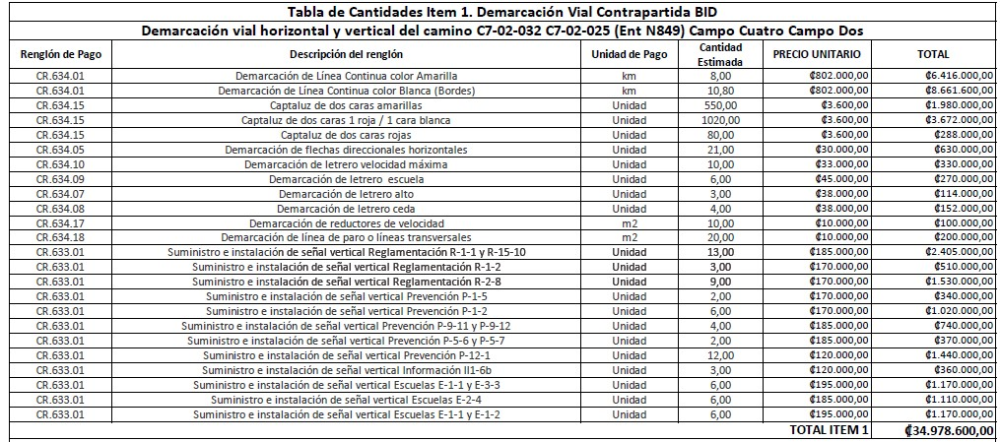 Tabla de Cantidades Item 1. Demarcación Vial Contrapartida BID
Demarcación vial horizontal y vertical del camino C7-02-032 C7-02-025 (Ent N849) Campo Cuatro Campo Dos
Renglón de Pago Descripción del renglón Unidad de Pago Cantidad Estimada PRECIO UNITARIO TOTAL
CR.634.01 Demarcación de Línea Continua color Amarilla km 8,00 ₡802.000,00 ₡6.416.000,00
CR.634.01 Demarcación de Línea Continua color Blanca (Bordes) km 10,80 ₡802.000,00 ₡8.661.600,00
CR.634.15 Captaluz de dos caras amarillas Unidad 550,00 ₡3.600,00 ₡1.980.000,00
CR.634.15 Captaluz de dos caras 1 roja / 1 cara blanca Unidad 1020,00 ₡3.600,00 ₡3.672.000,00
CR.634.15 Captaluz de dos caras rojas Unidad 80,00 ₡3.600,00 ₡288.000,00
CR.634.05 Demarcación de flechas direccionales horizontales Unidad 21,00 ₡30.000,00 ₡630.000,00
CR.634.10 Demarcación de letrero velocidad máxima Unidad 10,00 ₡33.000,00 ₡330.000,00
CR.634.09 Demarcación de letrero escuela Unidad 6,00 ₡45.000,00 ₡270.000,00
CR.634.07 Demarcación de letrero alto Unidad 3,00 ₡38.000,00 ₡114.000,00
CR.634.08 Demarcación de letrero ceda Unidad 4,00 ₡38.000,00 ₡152.000,00
CR.634.17 Demarcación de reductores de velocidad m2 10,00 ₡10.000,00 ₡100.000,00
CR.634.18 Demarcación de línea de paro o líneas transversales m2 20,00 ₡10.000,00 ₡200.000,00
CR.633.01 Suministro e instalación de señal vertical Reglamentación R-1-1 y R-15-10 Unidad 13,00 ₡185.000,00 ₡2.405.000,00
CR.633.01 Suministro e instalación de señal vertical Reglamentación R-1-2 Unidad 3,00 ₡170.000,00 ₡510.000,00
CR.633.01 Suministro e instalación de señal vertical Reglamentación R-2-8 Unidad 9,00 ₡170.000,00 ₡1.530.000,00
CR.633.01 Suministro e instalación de señal vertical Prevención P-1-5 Unidad 2,00 ₡170.000,00 ₡340.000,00
CR.633.01 Suministro e instalación de señal vertical Prevención P-1-2 Unidad 6,00 ₡170.000,00 ₡1.020.000,00
CR.633.01 Suministro e instalación de señal vertical Prevención P-9-11 y P-9-12 Unidad 4,00 ₡185.000,00 ₡740.000,00
CR.633.01 Suministro e instalación de señal vertical Prevención P-5-6 y P-5-7 Unidad 2,00 ₡185.000,00 ₡370.000,00
CR.633.01 Suministro e instalación de señal vertical Prevención P-12-1 Unidad 12,00 ₡120.000,00 ₡1.440.000,00
CR.633.01 Suministro e instalación de señal vertical Información II1-6b Unidad 3,00 ₡120.000,00 ₡360.000,00
CR.633.01 Suministro e instalación de señal vertical Escuelas E-1-1 y E-3-3 Unidad 6,00 ₡195.000,00 ₡1.170.000,00
CR.633.01 Suministro e instalación de señal vertical Escuelas E-2-4 Unidad 6,00 ₡185.000,00 ₡1.110.000,00
CR.633.01 Suministro e instalación de señal vertical Escuelas E-1-1 y E-1-2 Unidad 6,00 ₡195.000,00 ₡1.170.000,00
TOTAL ITEM 1 ₡34.978.600,00